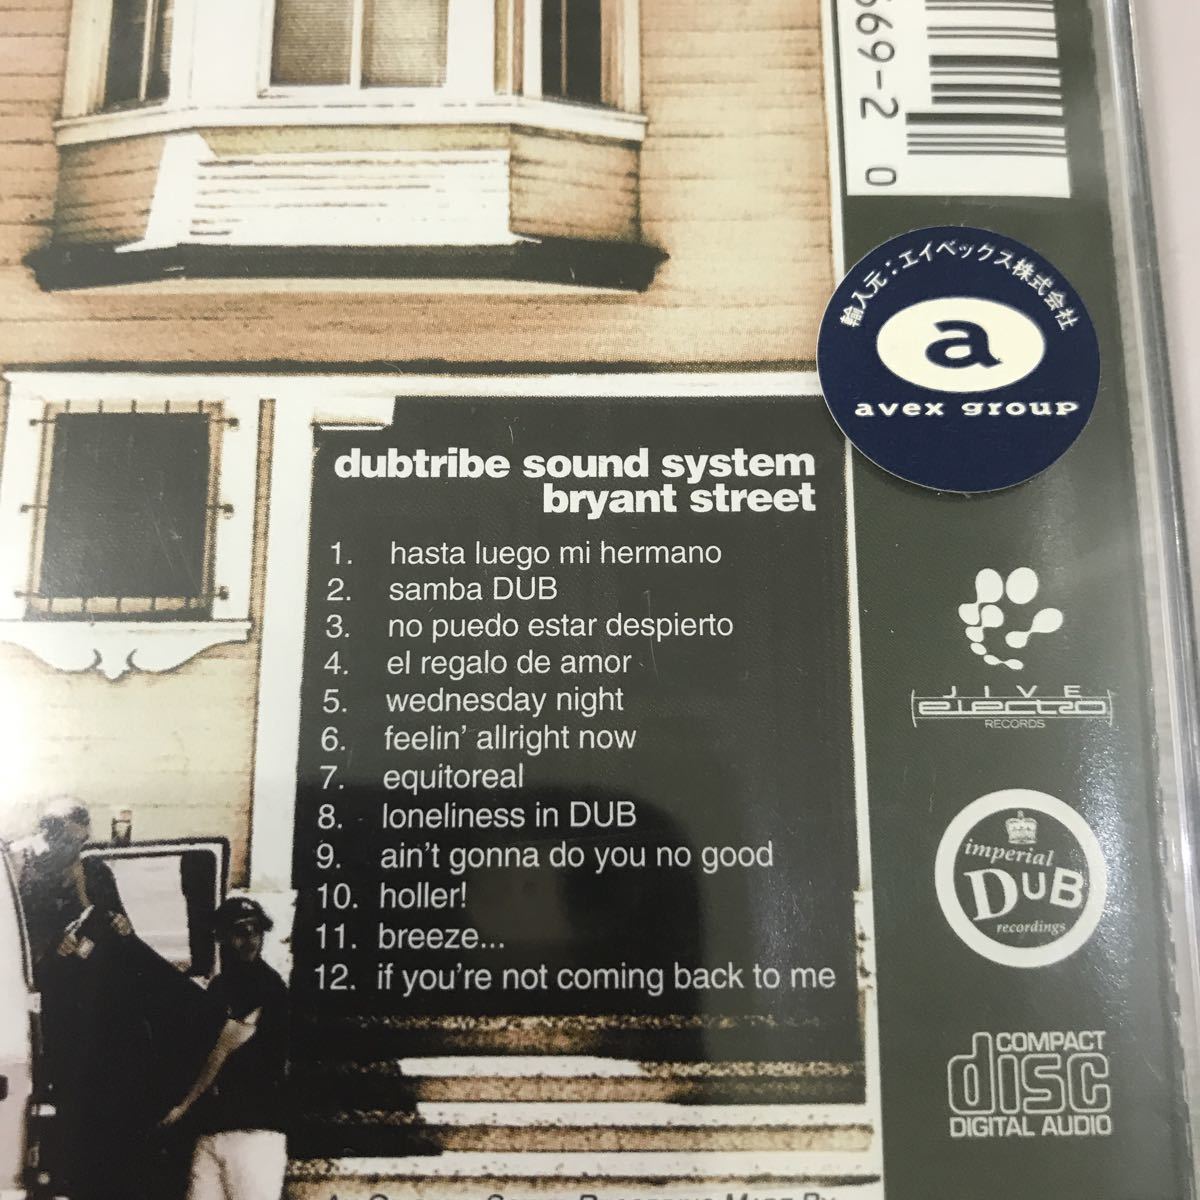 669-2 0
輸入元:エイベックス株式会社
a
avex group
dubtribe sound system
bryant street
1. hasta luego mi hermano
2. samba DUB
3. no puedo estar despierto
4. el regalo de amor
5. wednesday night
6. feelin' allright now
7. equitoreal
8. loneliness in DUB
9. ain't gonna do you no good
10. holler!
11. breeze...
12. if you're not coming back to me
JIVE
electro
RECORDS
imperial
DUB
recordings
COMPACT
disc
DIGITAL AUDIO